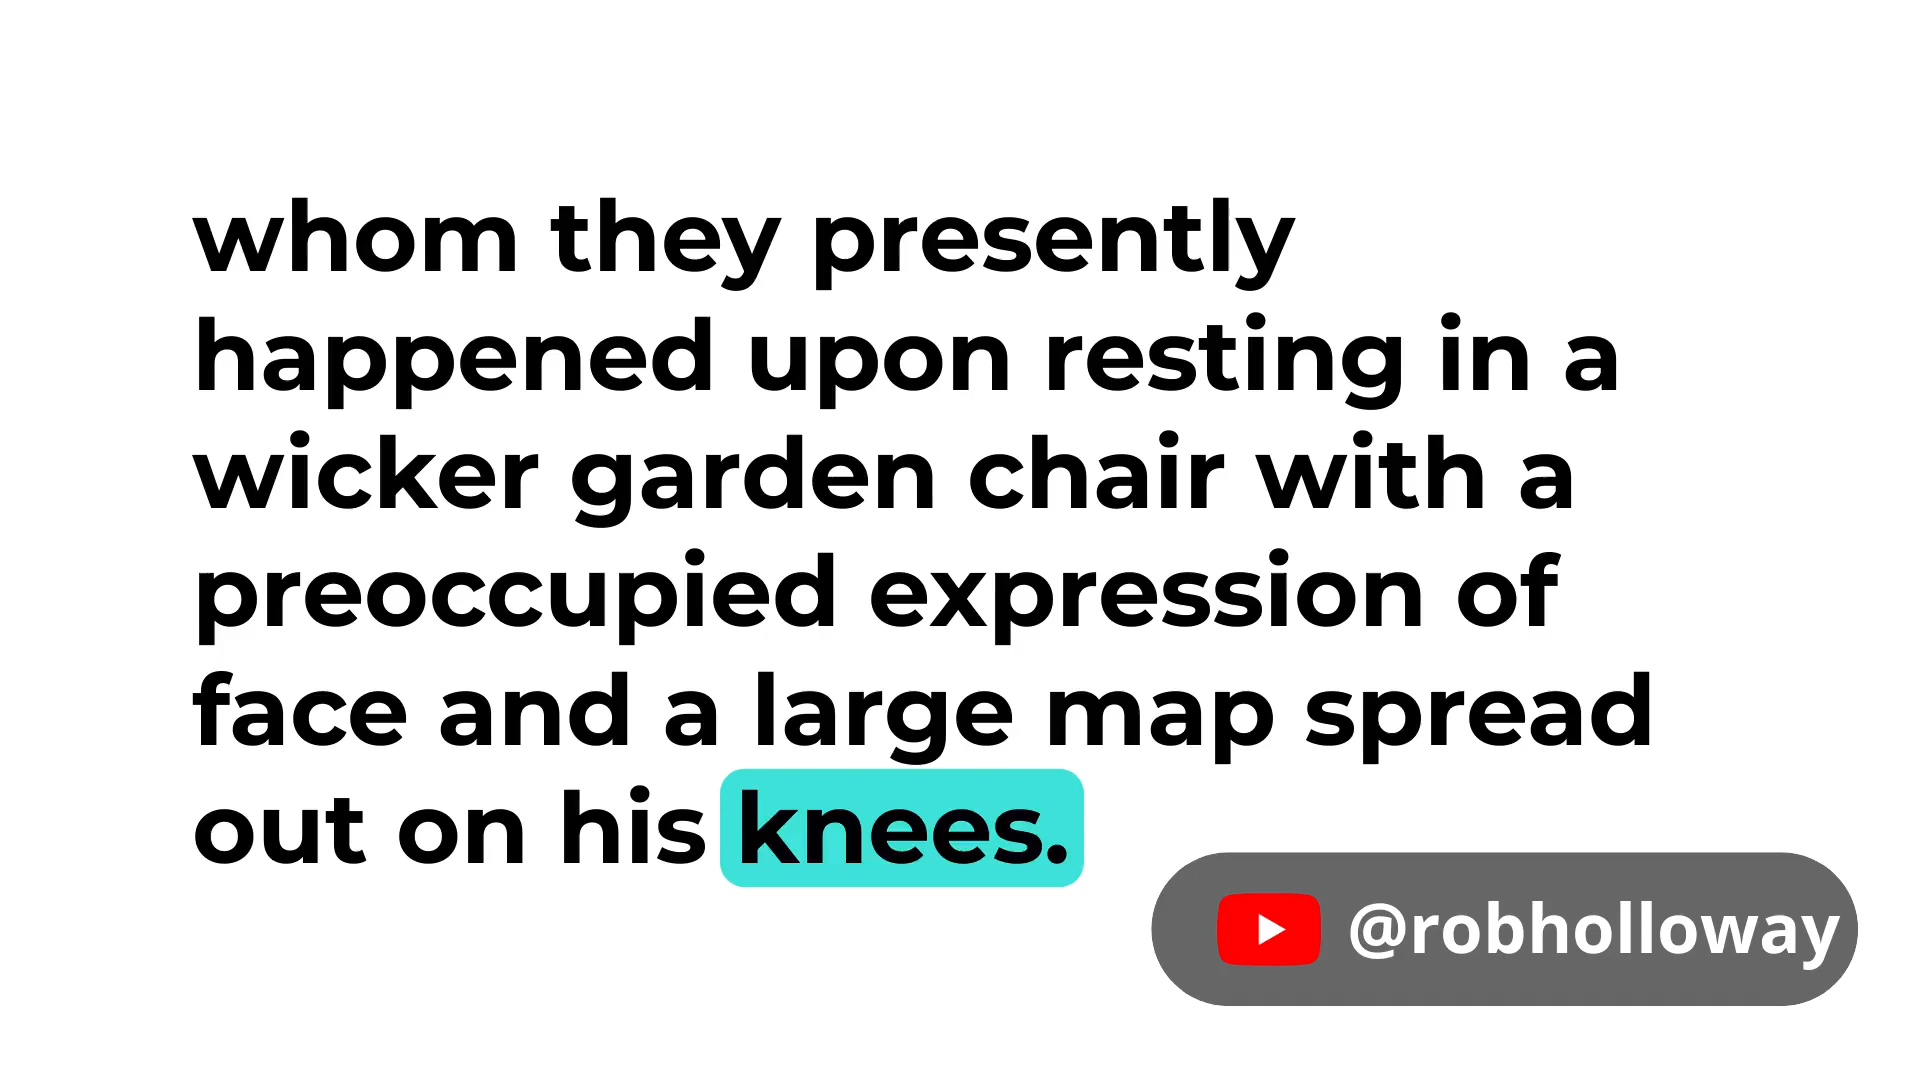 whom they presently
happened upon resting in a
wicker garden chair with a
preoccupied expression of
face and a large map spread
out on his knees.
@robholloway